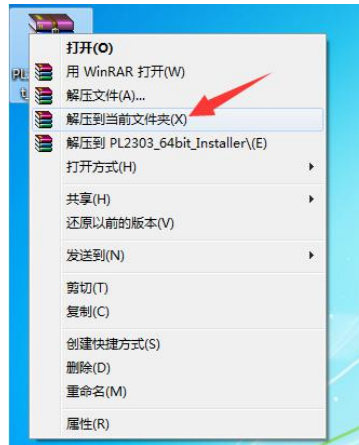 PL
t
打开(O)
用 WinRAR 打开(W)
解压文件(A)...
解压到当前文件夹(X)
解压到 PL2303_64bit_Installer\(E)
打开方式(H)
共享(H)
还原以前的版本(V)
发送到(N)
剪切(T)
复制(C)
创建快捷方式(S)
删除(D)
重命名(M)
属性(R)